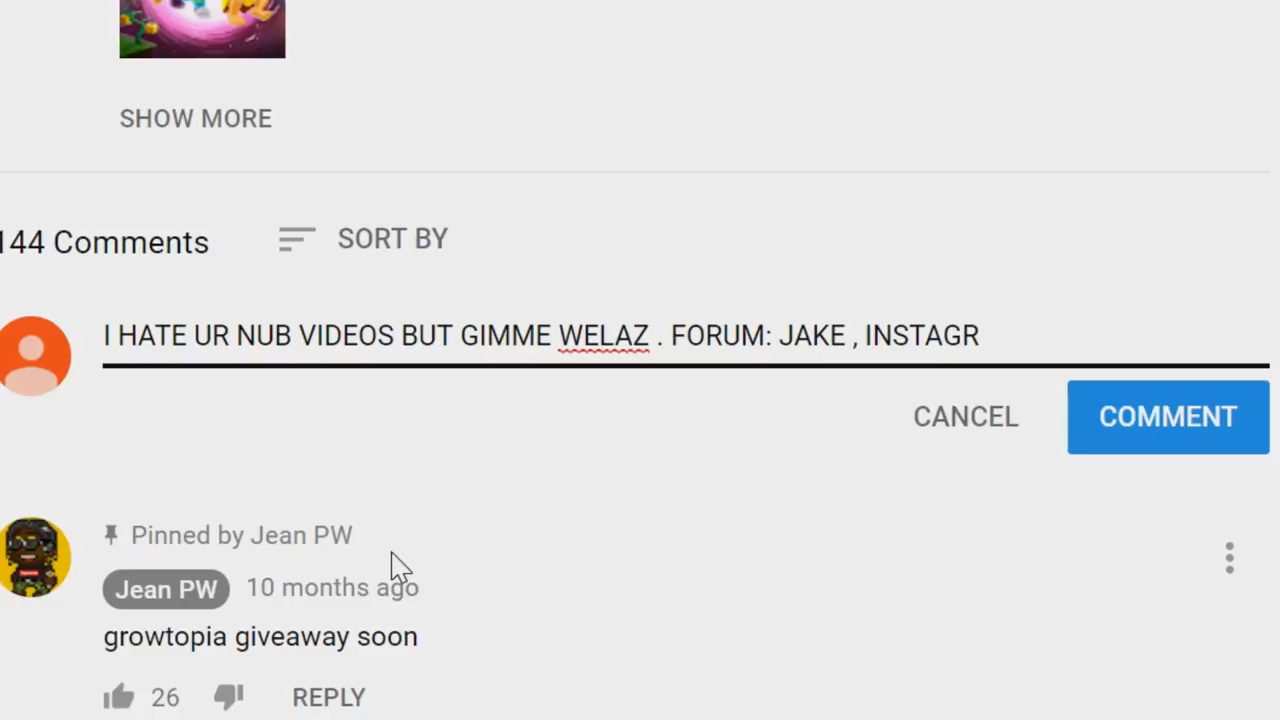 SHOW MORE
144 Comments
SORT BY
I HATE UR NUB VIDEOS BUT GIMME WELAZ . FORUM: JAKE , INSTAGR
CANCEL
COMMENT
Pinned by Jean PW
Jean PW 10 months ago
growtopia giveaway soon
26
REPLY